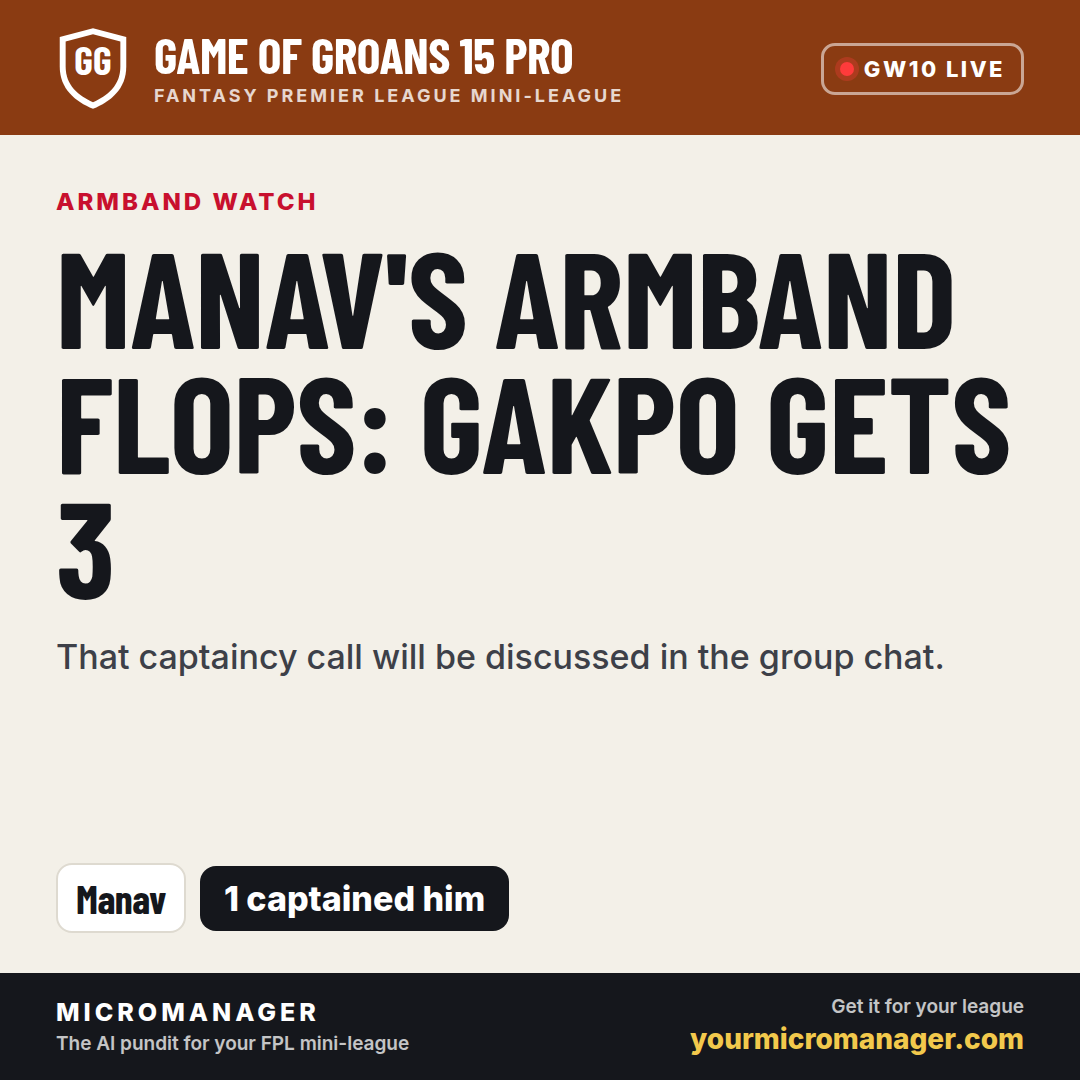 GG
GAME OF GROANS 15 PRO
FANTASY PREMIER LEAGUE MINI-LEAGUE
GW10 LIVE
ARMBAND WATCH
MANAV'S ARMBAND
FLOPS: GAKPO GETS
3
That captaincy call will be discussed in the group chat.
Manav
1 captained him
MICROMANAGER
The AI pundit for your FPL mini-league
Get it for your league
yourmicromanager.com